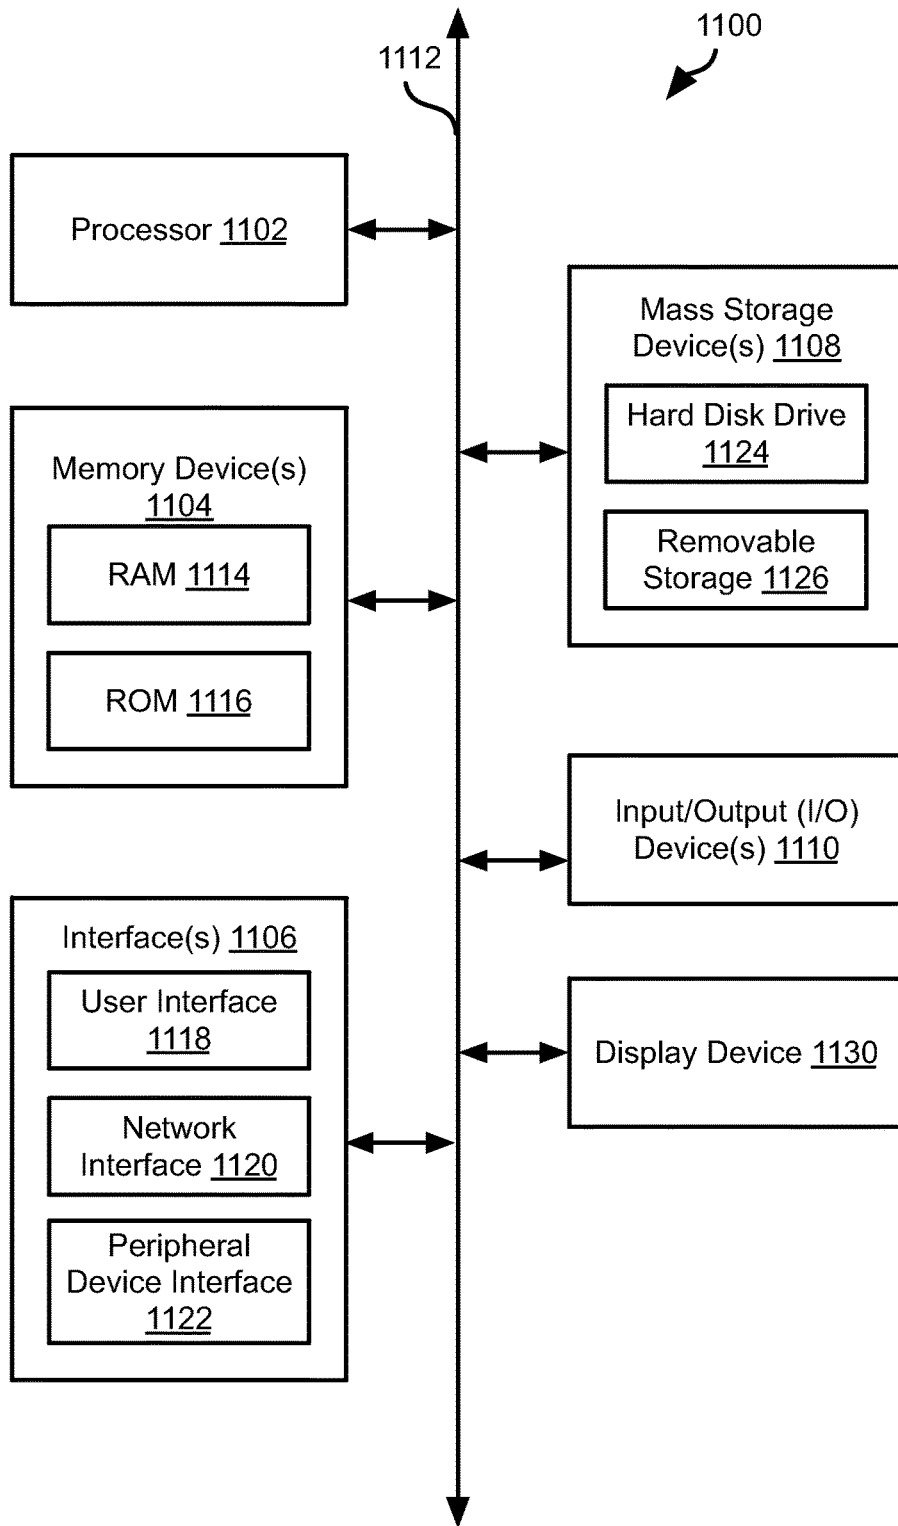 1100
1112
Processor 1102
Mass Storage
Device(s) 1108
Hard Disk Drive
1124
Removable
Storage 1126
Memory Device(s)
1104
RAM 1114
ROM 1116
Input/Output (I/O)
Device(s) 1110
Interface(s) 1106
User Interface
1118
Network
Interface 1120
Peripheral
Device Interface
1122
Display Device 1130